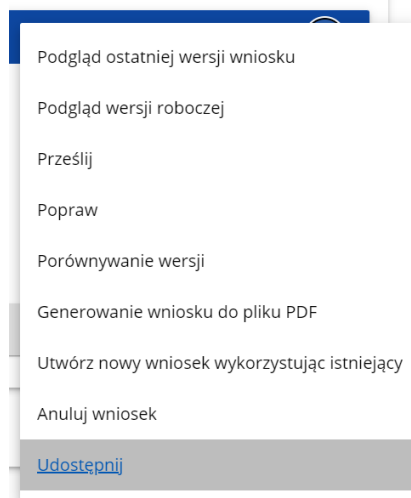 Podgląd ostatniej wersji wniosku
Podgląd wersji roboczej
Prześlij
Popraw
Porównywanie wersji
Generowanie wniosku do pliku PDF
Utwórz nowy wniosek wykorzystując istniejący
Anuluj wniosek
Udostępnij